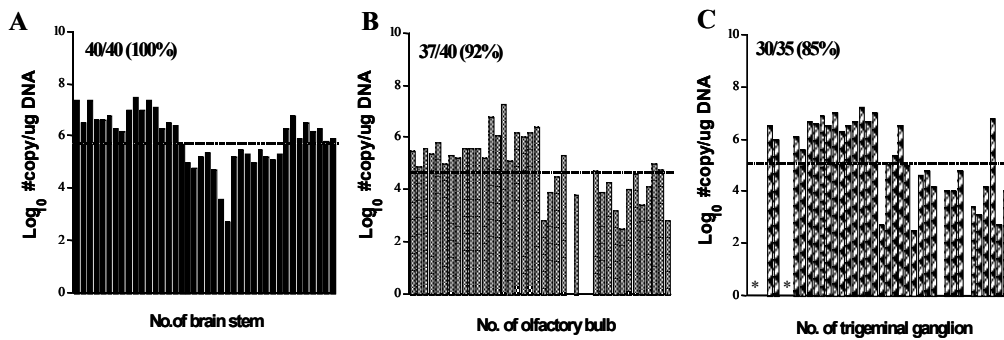 A
40/40 (100%)
10
8
6
4
2
0
Log10 #copy/ug DNA
No.of brain stem
B
37/40 (92%)
10
8
6
4
2
0
Log10 #copy/ug DNA
No. of olfactory bulb
C
30/35 (85%)
10
8
6
4
2
0
Log10 #copy/ug DNA
* *
No. of trigeminal ganglion